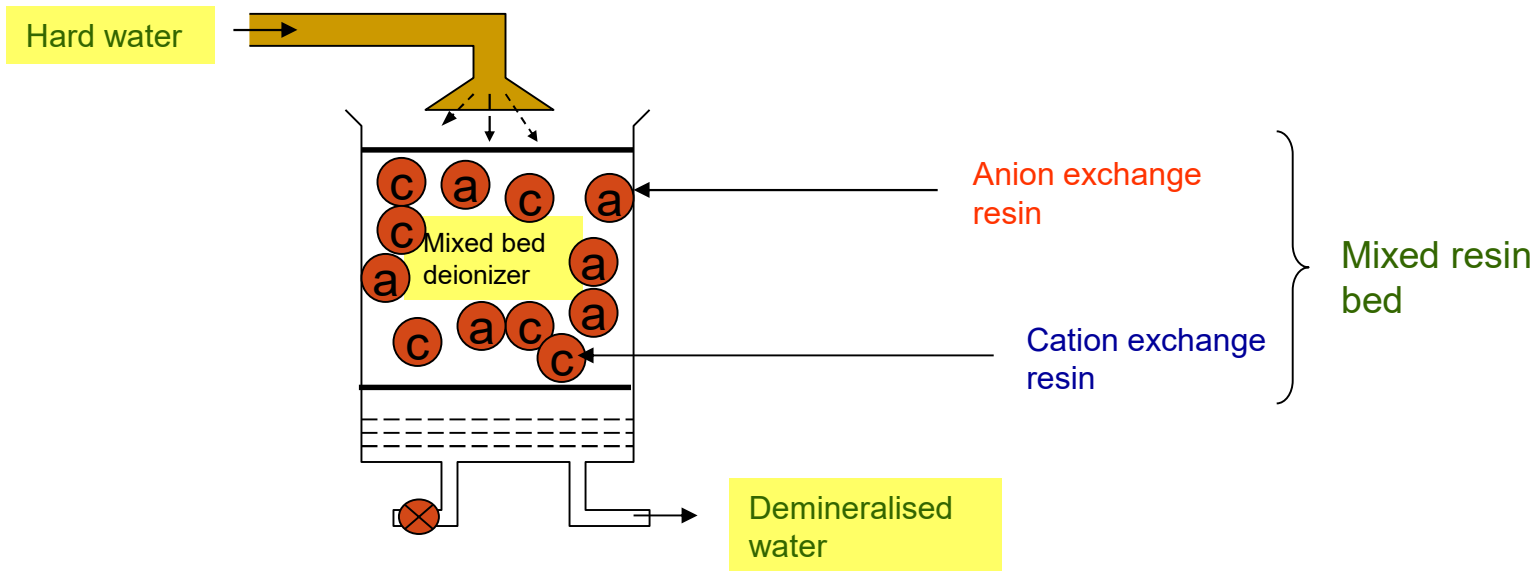 Hard water
c a c a
c
Mixed bed
deionizer
a
a
a
c a c
c
Anion exchange
resin
Cation exchange
resin
Mixed resin
bed
Demineralised
water